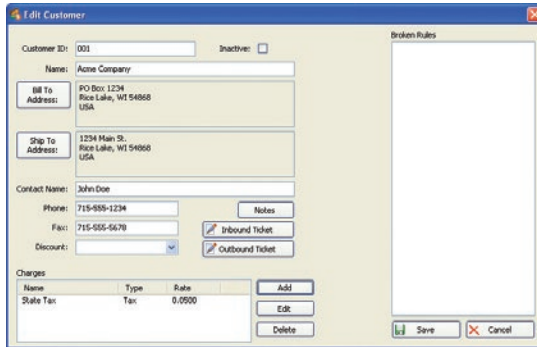 Edit Customer
Broken Rules
Customer ID: 001 Inactive:
Name: Acme Company
Bill To
Address:
PO Box 1234
Rice Lake, WI 54868
USA
Ship To
Address:
1234 Main St.
Rice Lake, WI 54868
USA
Contact Name: John Doe
Phone: 715-555-1234 Notes
Fax: 715-555-5678 Inbound Ticket
Discount: Outbound Ticket
Charges
Name Type Rate Add
State Tax Tax 0.0500
Edit
Delete
Save Cancel